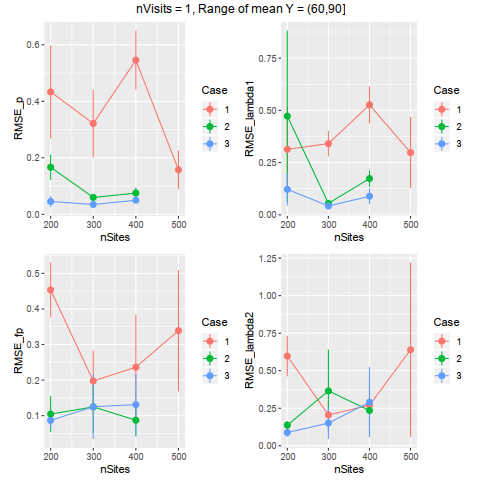 nVisits = 1, Range of mean Y = (60,90]
RMSE_p
0.6
0.4
0.2
0.0
200 300 400 500
nSites
Case
1
2
3
RMSE_lambda1
0.75
0.50
0.25
0.00
200 300 400 500
nSites
Case
1
2
3
RMSE_fp
0.5
0.4
0.3
0.2
0.1
200 300 400 500
nSites
Case
1
2
3
RMSE_lambda2
1.25
1.00
0.75
0.50
0.25
0.00
200 300 400 500
nSites
Case
1
2
3